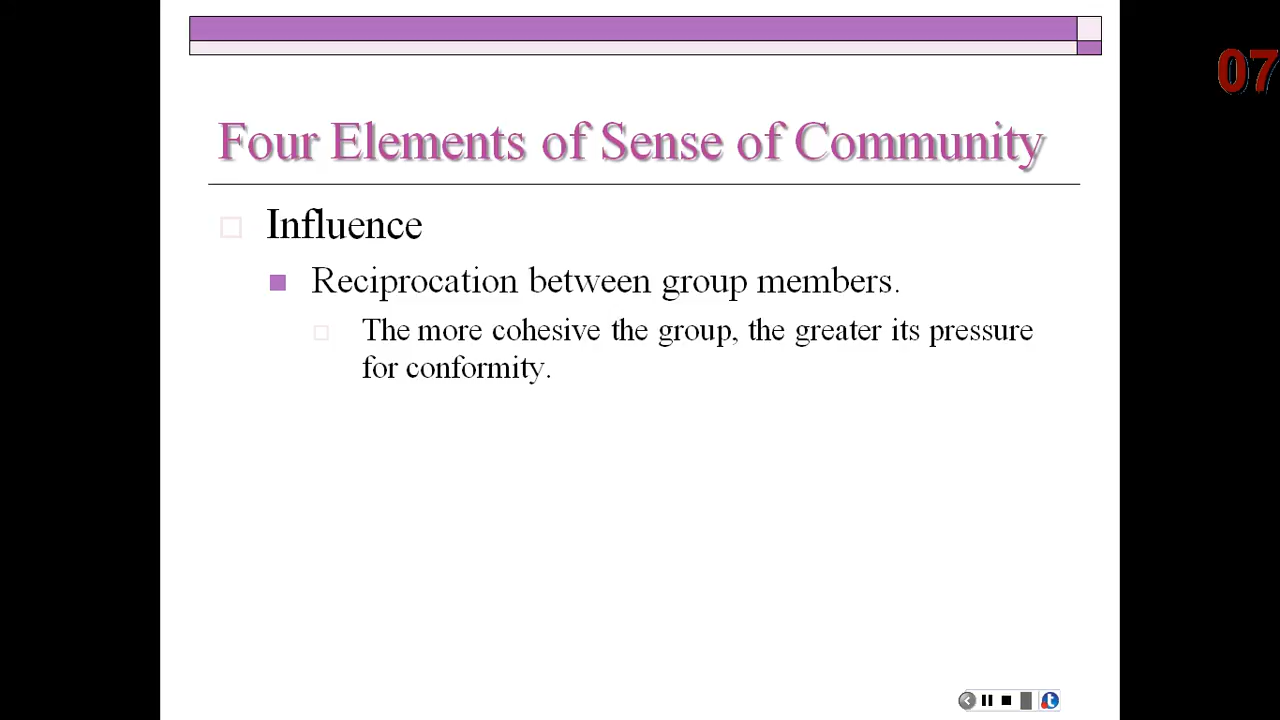 07
Four Elements of Sense of Community
Influence
Reciprocation between group members.
The more cohesive the group, the greater its pressure
for conformity.